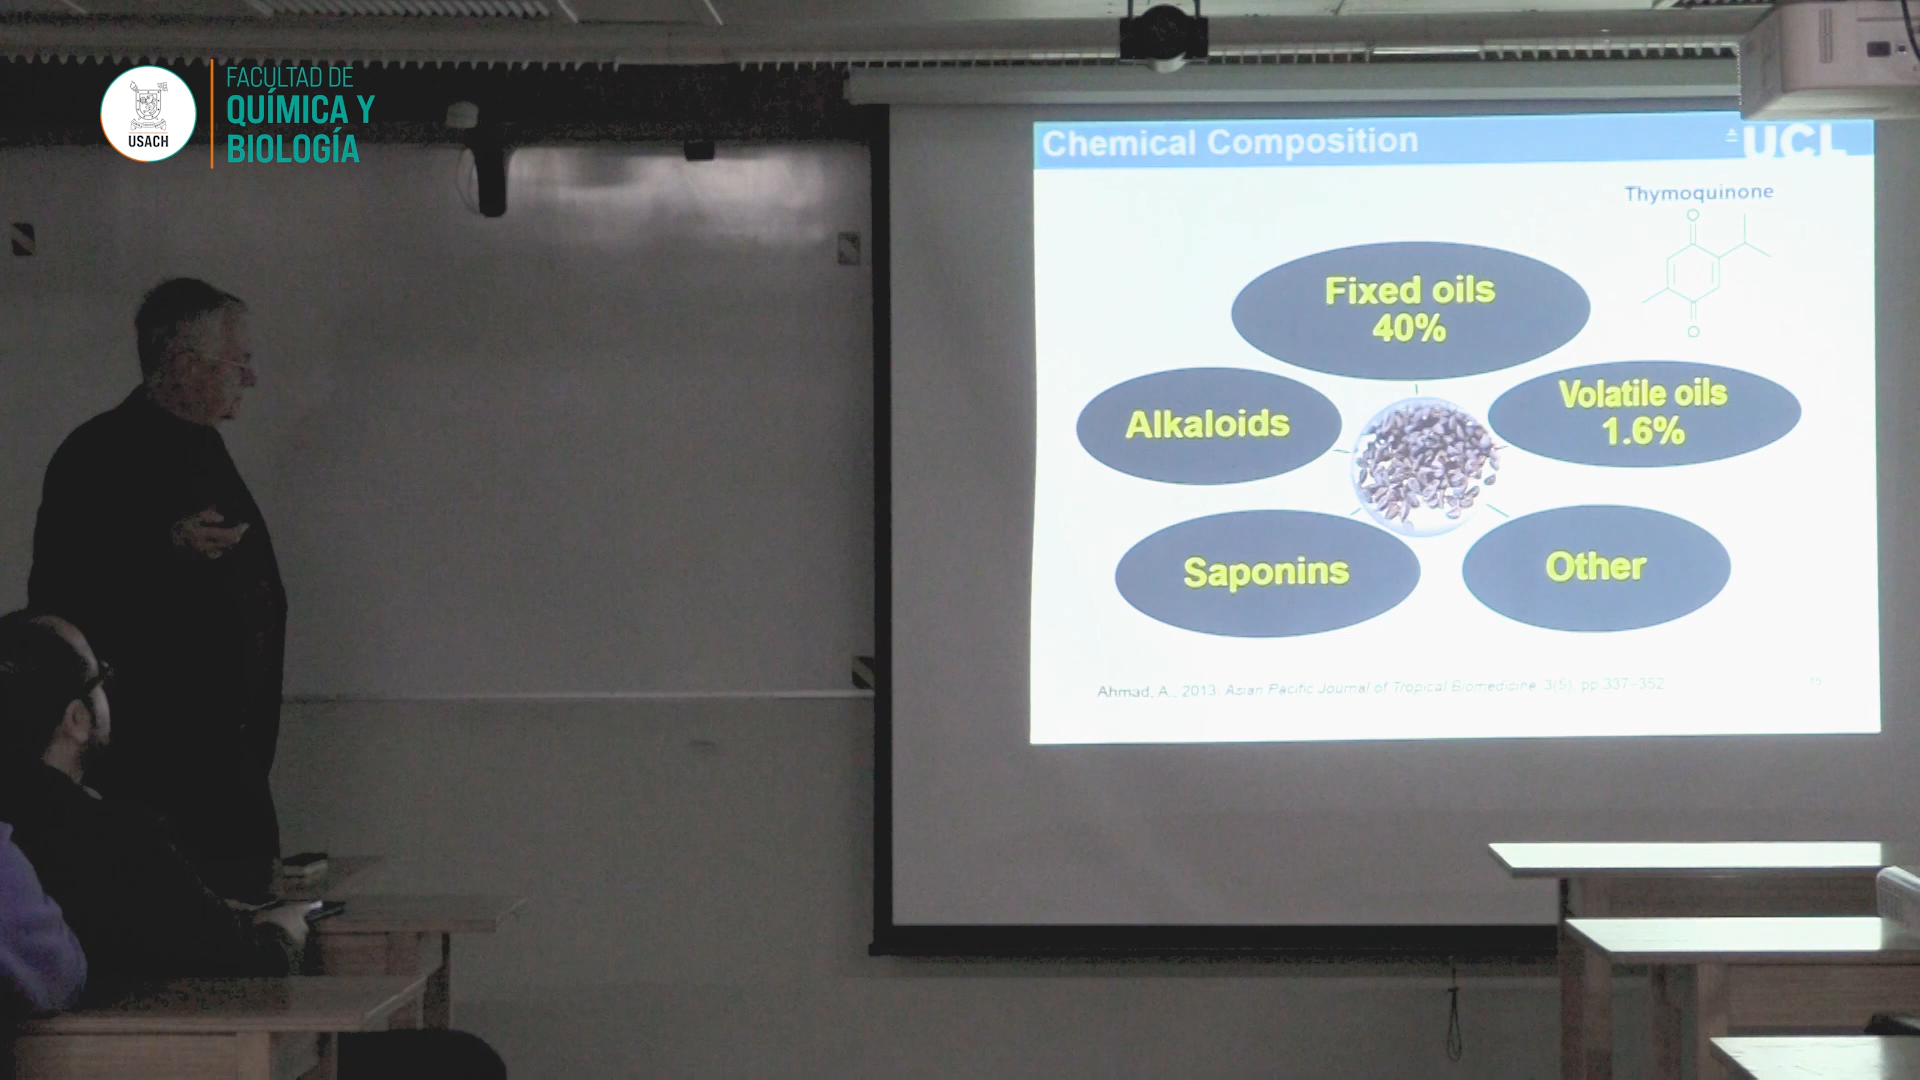 USACH
FACULTAD DE
QUÍMICA Y
BIOLOGÍA
Chemical Composition
UCL
Thymoquinone
Fixed oils
40%
Alkaloids
Volatile oils
1.6%
Saponins
Other
Ahmad, A., 2013. Asian Pacific Journal of Tropical Biomedicine, 3(5), pp.337–352
15